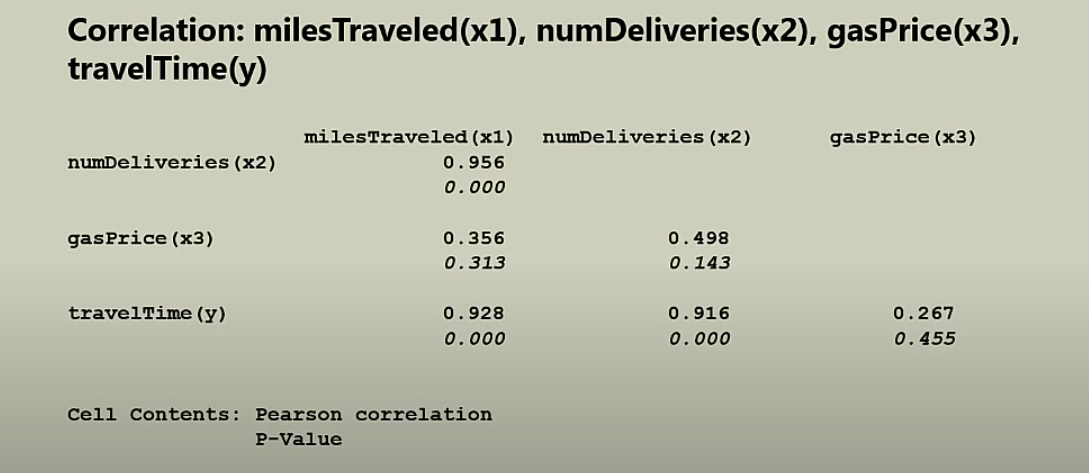 Correlation: milesTraveled(x1), numDeliveries(x2), gasPrice(x3),
travelTime(y)
milesTraveled(x1) numDeliveries(x2) gasPrice(x3)
numDeliveries(x2) 0.956
0.000
gasPrice(x3) 0.356 0.498
0.313 0.143
travelTime(y) 0.928 0.916 0.267
0.000 0.000 0.455
Cell Contents: Pearson correlation
P-Value